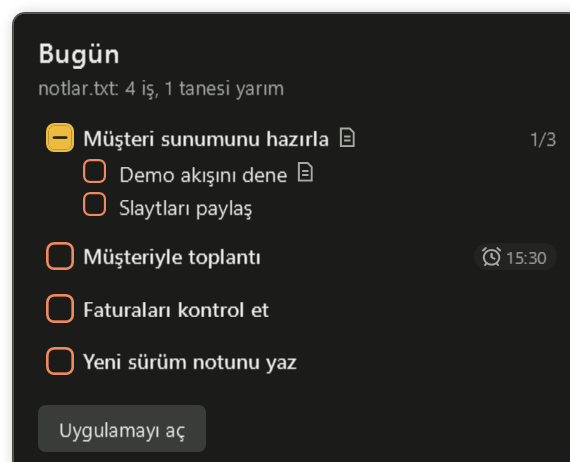 Bugün
notlar.txt: 4 iş, 1 tanesi yarım
Müşteri sunumunu hazırla 1/3
Demo akışını dene
Slaytları paylaş
Müşteriyle toplantı 15:30
Faturaları kontrol et
Yeni sürüm notunu yaz
Uygulamayı aç